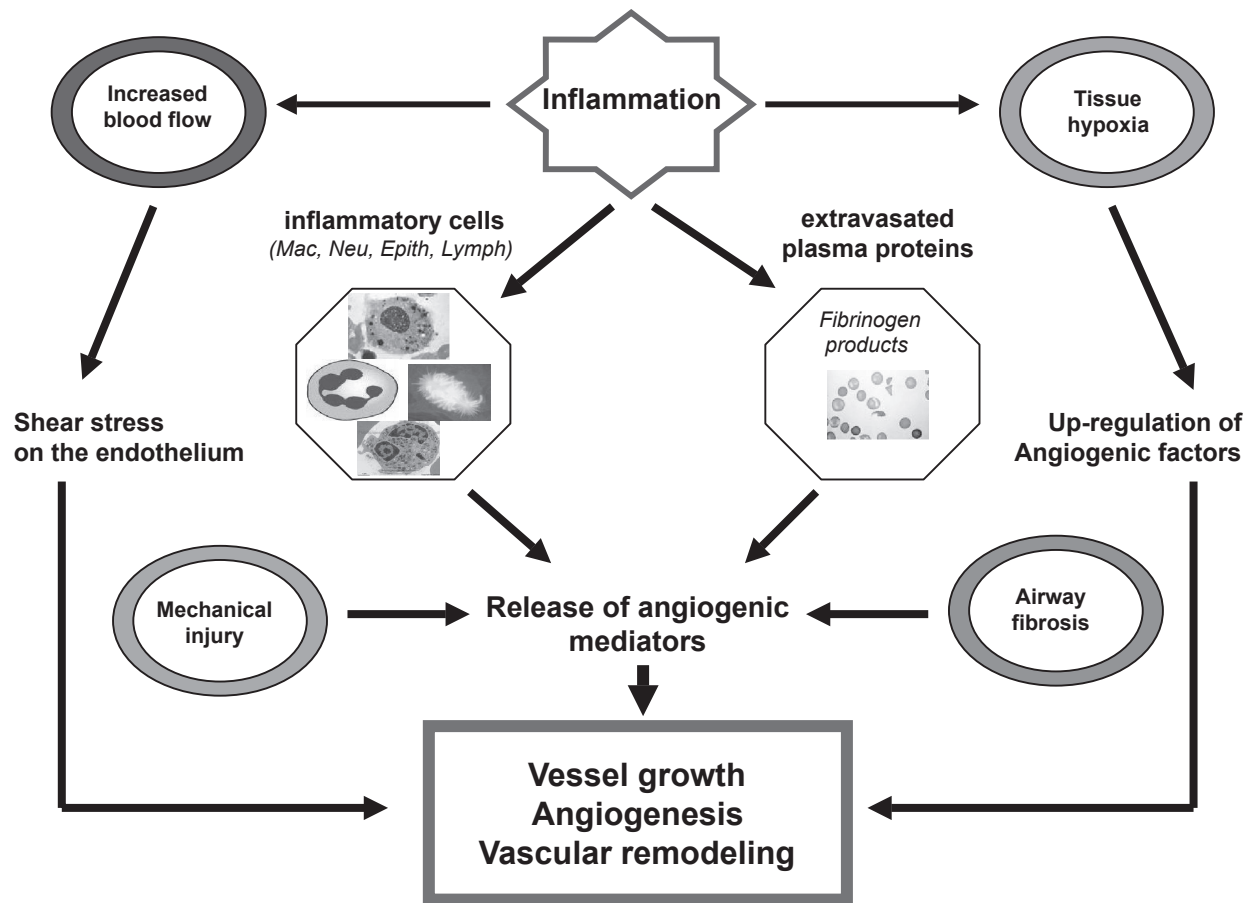 Inflammation
Increased
blood flow
Tissue
hypoxia
inflammatory cells
(Mac, Neu, Epith, Lymph)
extravasated
plasma proteins
Fibrinogen
products
Shear stress
on the endothelium
Up-regulation of
Angiogenic factors
Mechanical
injury
Release of angiogenic
mediators
Airway
fibrosis
Vessel growth
Angiogenesis
Vascular remodeling